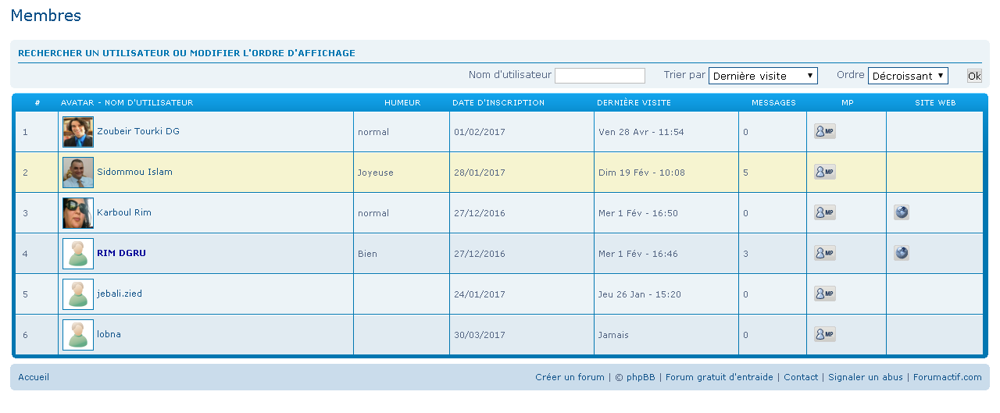 Membres
RECHERCHER UN UTILISATEUR OU MODIFIER L'ORDRE D'AFFICHAGE
Nom d'utilisateur Trier par Dernière visite Ordre Décroissant Ok
# AVATAR - NOM D'UTILISATEUR HUMEUR DATE D'INSCRIPTION DERNIÈRE VISITE MESSAGES MP SITE WEB
1 Zoubeir Tourki DG normal 01/02/2017 Ven 28 Avr - 11:54 0 MP
2 Sidommou Islam Joyeuse 28/01/2017 Dim 19 Fév - 10:08 5 MP
3 Karboul Rim normal 27/12/2016 Mer 1 Fév - 16:50 0 MP
4 RIM DGRU Bien 27/12/2016 Mer 1 Fév - 16:46 3 MP
5 jebali.zied 24/01/2017 Jeu 26 Jan - 15:20 0 MP
6 lobna 30/03/2017 Jamais 0 MP
Accueil Créer un forum | © phpBB | Forum gratuit d'entraide | Contact | Signaler un abus | Forumactif.com